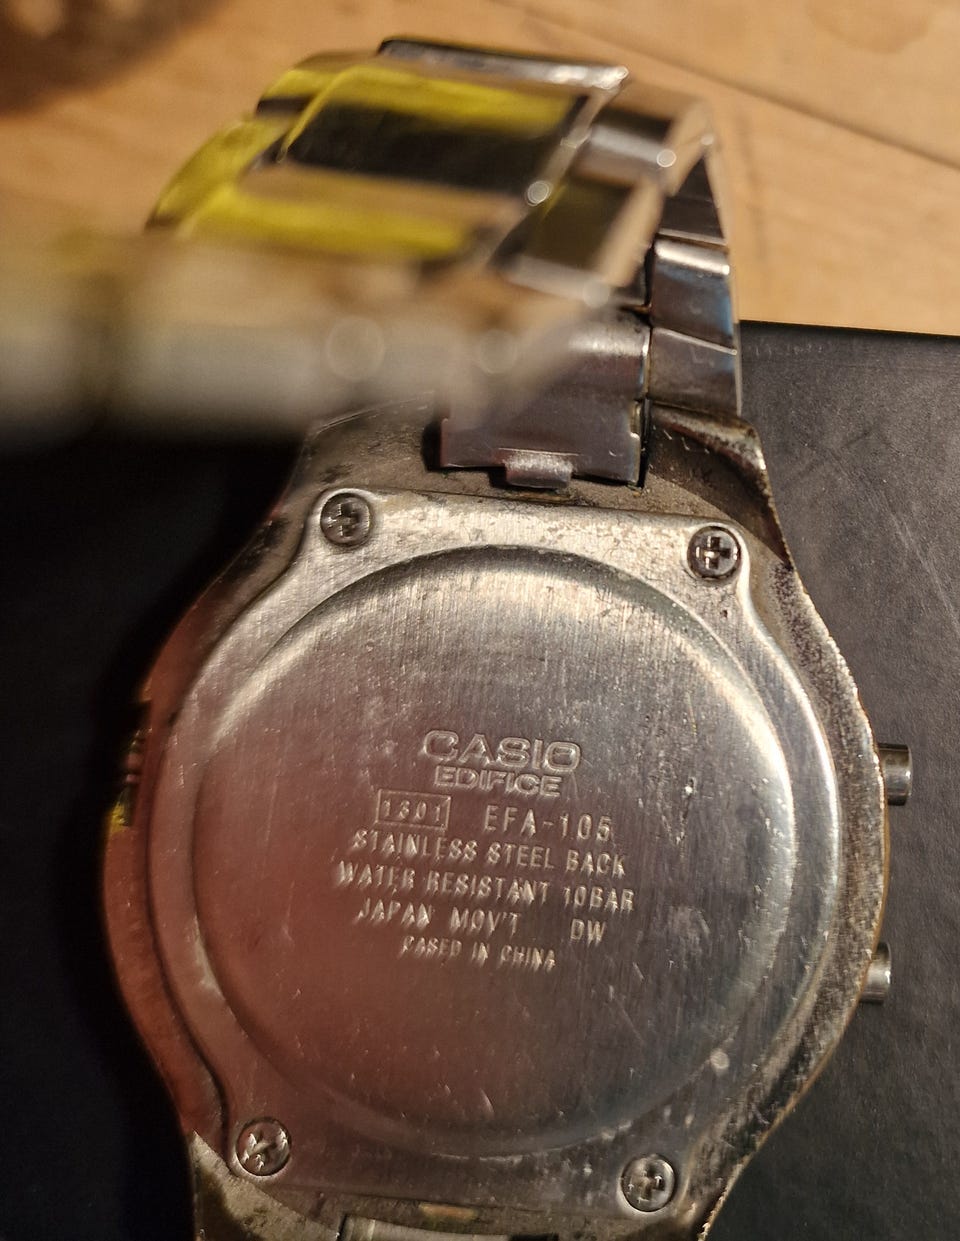 CASIO
EDIFICE
1301 EFA-105
STAINLESS STEEL BACK
WATER RESISTANT 10BAR
JAPAN MOV'T DW
CASED IN CHINA